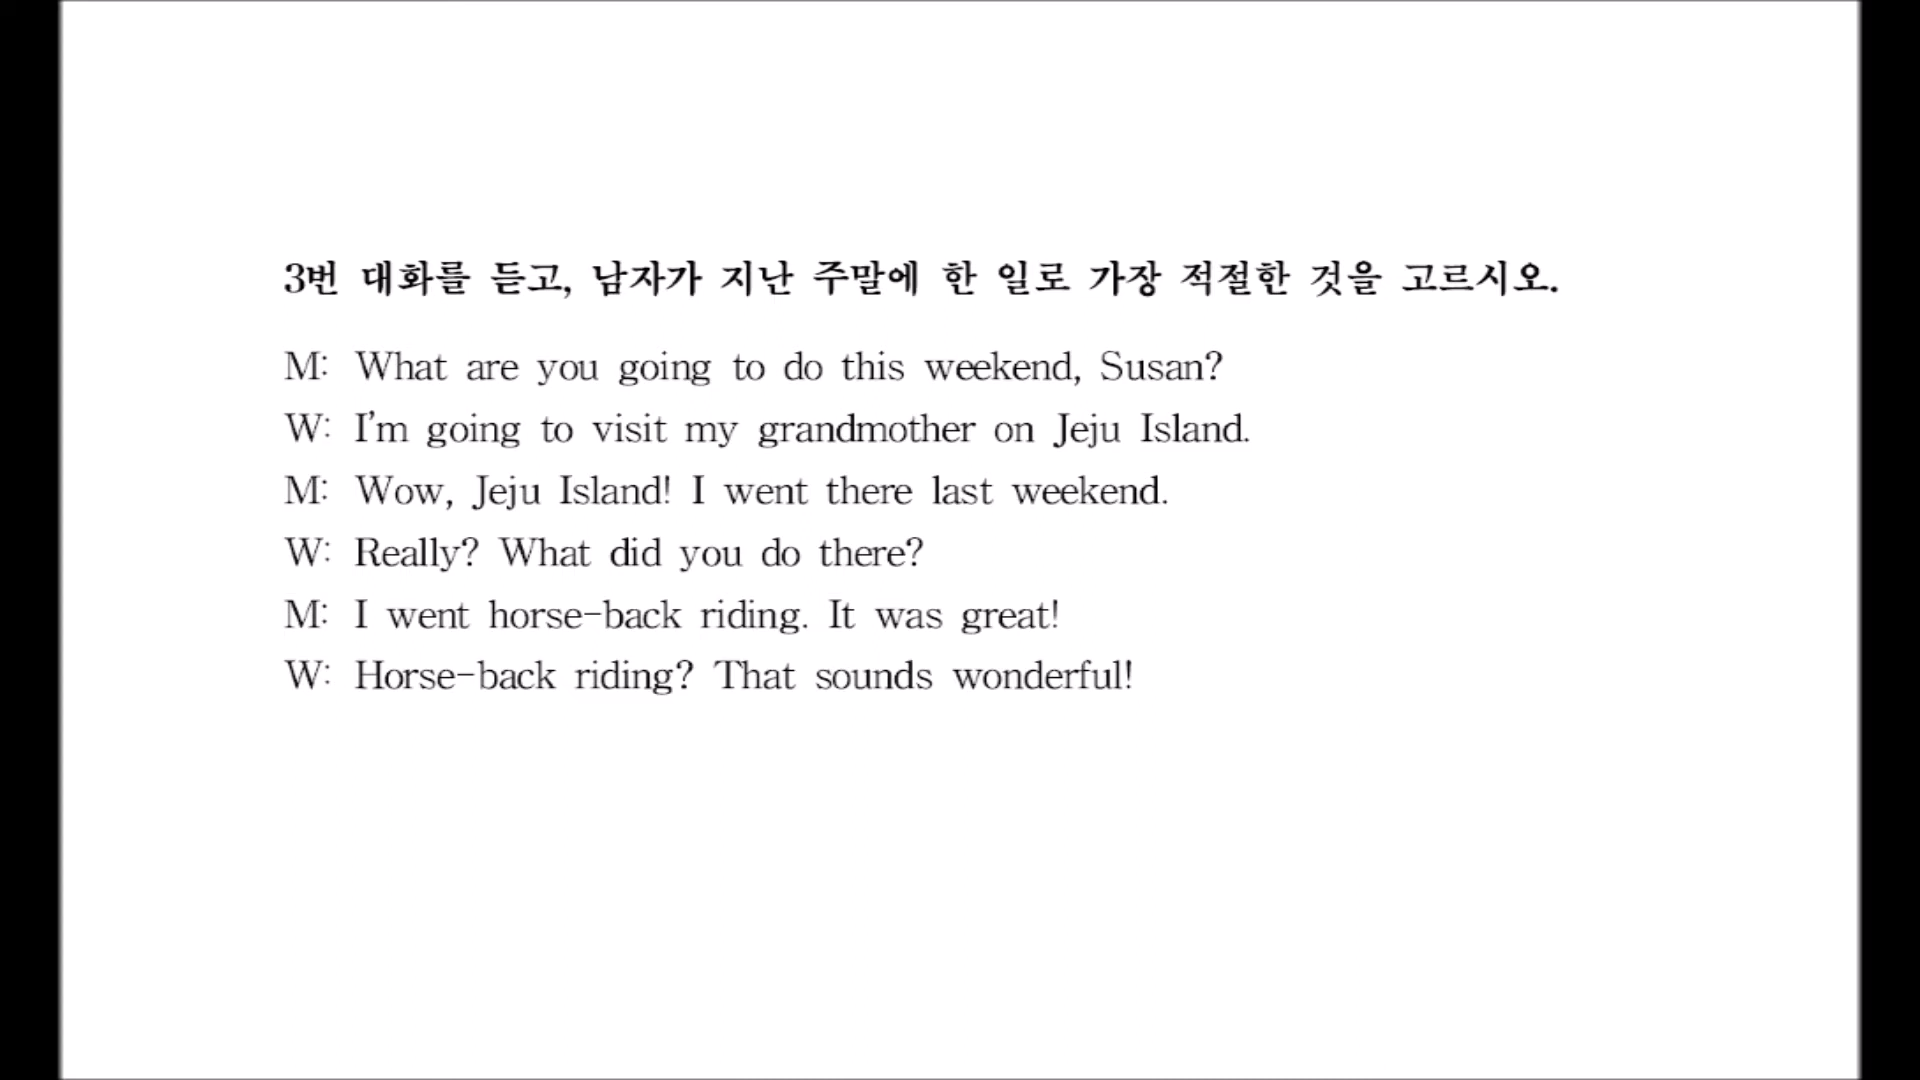 3번 대화를 듣고, 남자가 지난 주말에 한 일로 가장 적절한 것을 고르시오.
M: What are you going to do this weekend, Susan?
W: I'm going to visit my grandmother on Jeju Island.
M: Wow, Jeju Island! I went there last weekend.
W: Really? What did you do there?
M: I went horse-back riding. It was great!
W: Horse-back riding? That sounds wonderful!